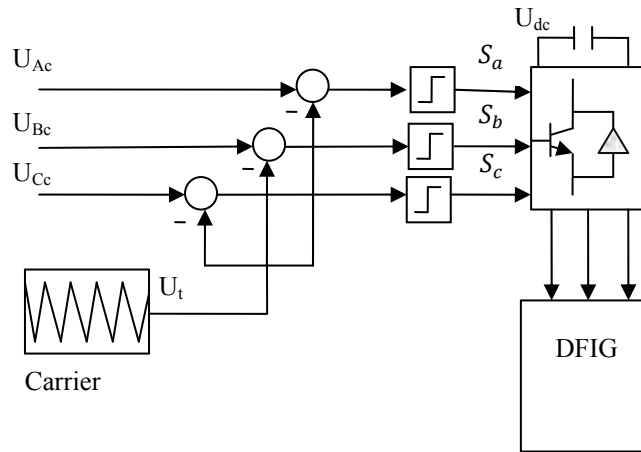 U_dc
U_Ac
S_a
U_Bc
S_b
U_Cc
S_c
–
–
–
U_t
DFIG
Carrier